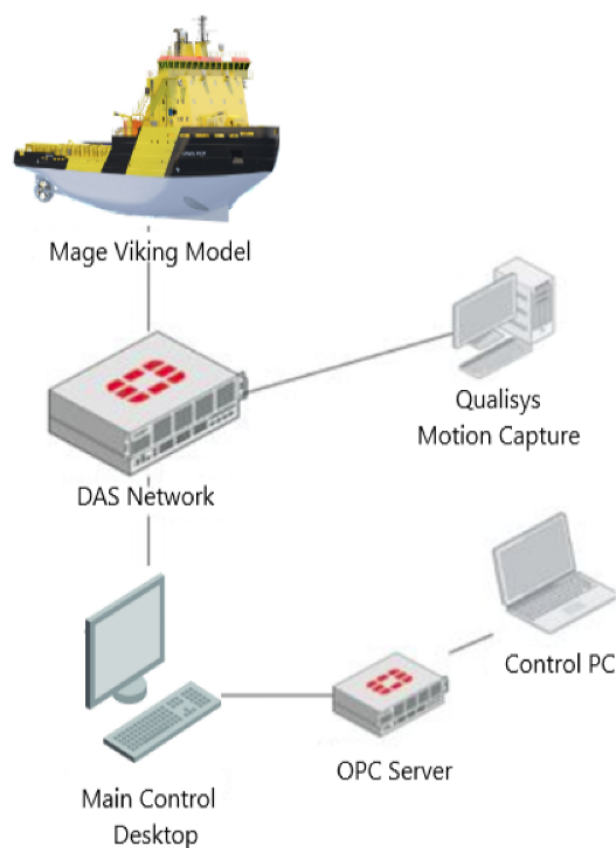 Mage Viking Model
Qualisys
Motion Capture
DAS Network
Control PC
OPC Server
Main Control
Desktop